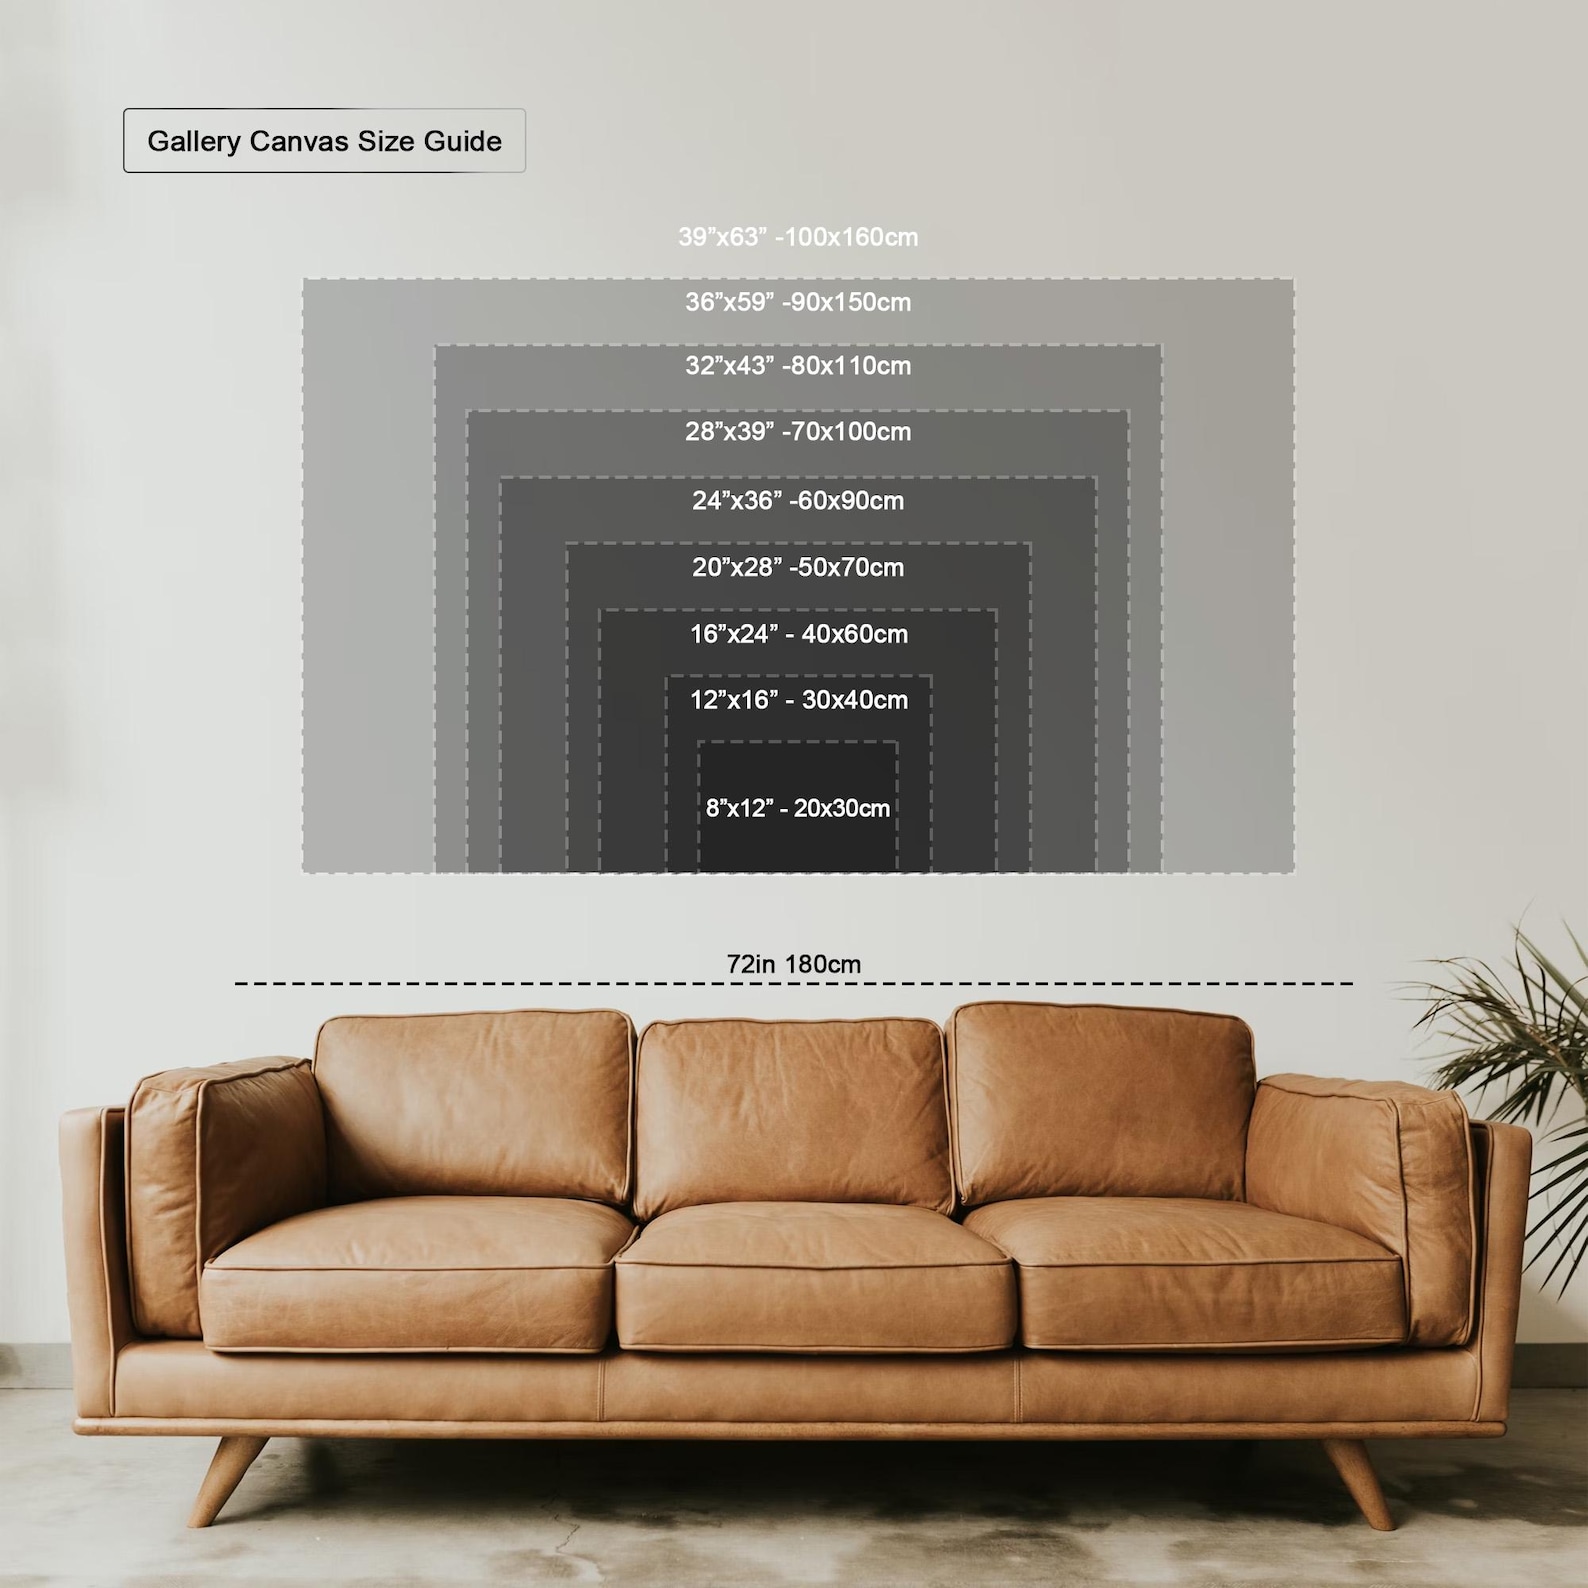 Gallery Canvas Size Guide
39”x63” -100x160cm
36”x59” -90x150cm
32”x43” -80x110cm
28”x39” -70x100cm
24”x36” -60x90cm
20”x28” -50x70cm
16”x24” - 40x60cm
12”x16” - 30x40cm
8”x12” - 20x30cm
72in 180cm